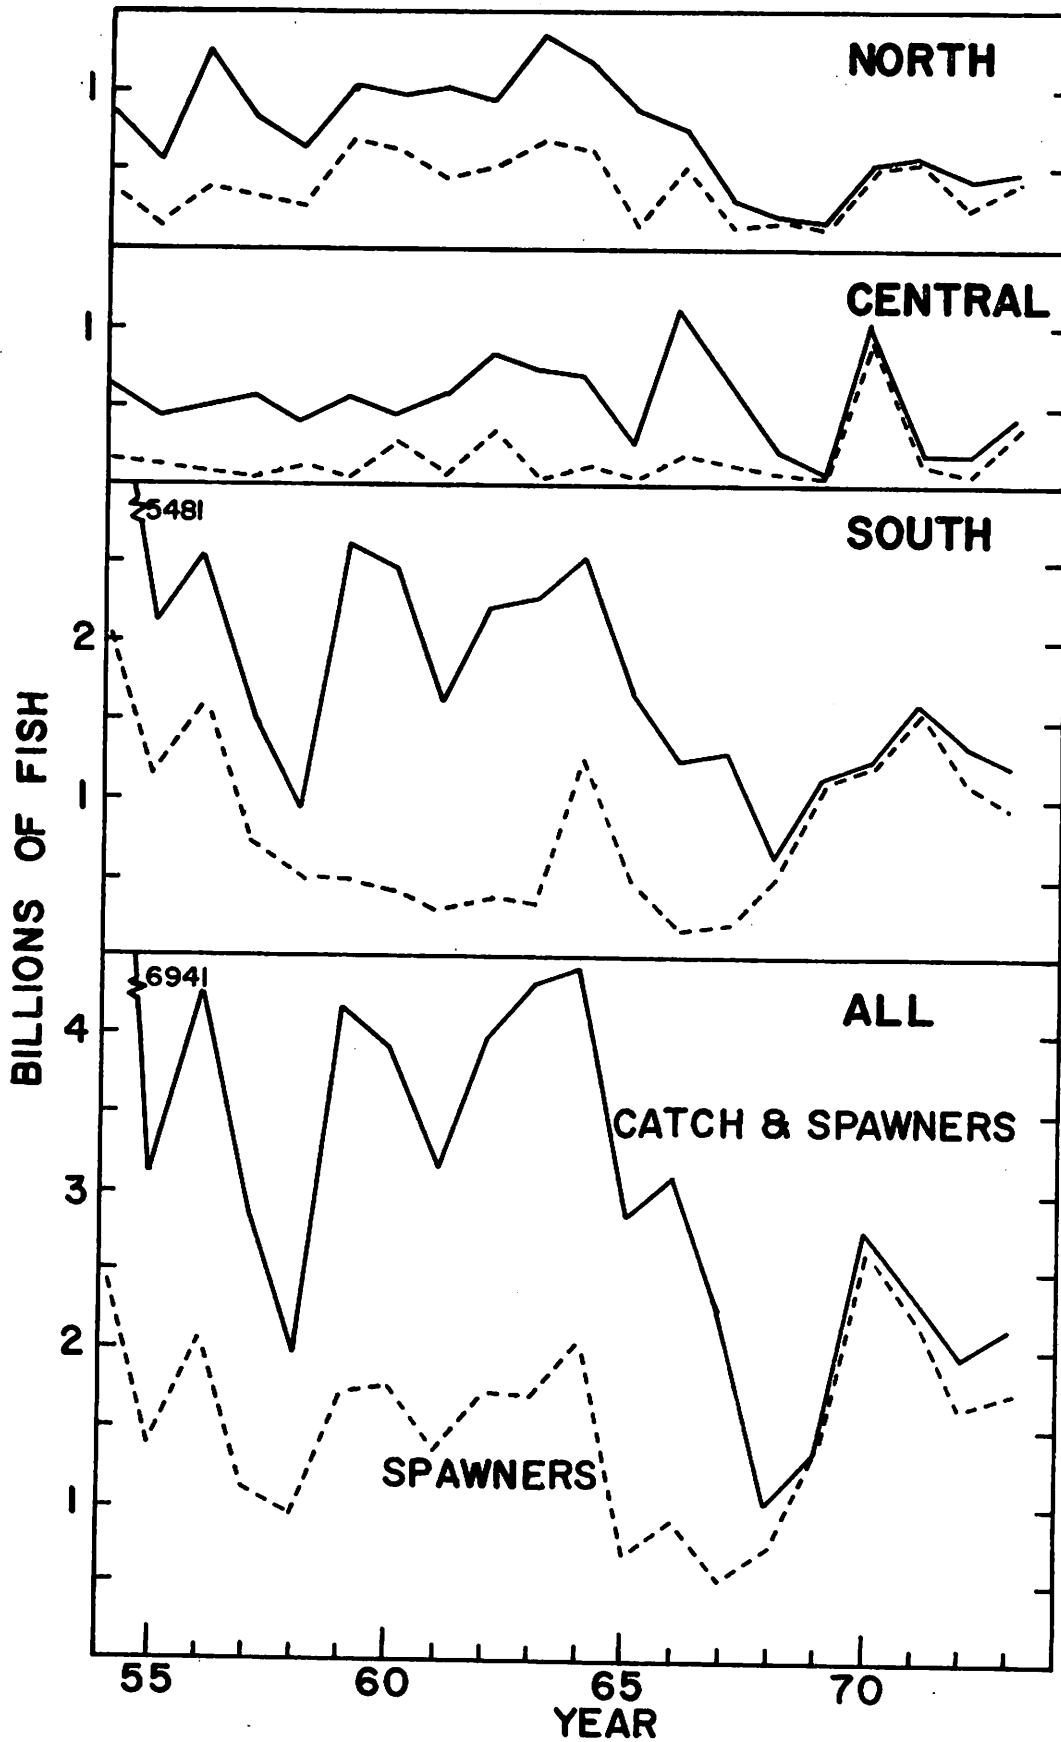 NORTH
1
CENTRAL
1
5481
SOUTH
2
1
6941
ALL
4
CATCH & SPAWNERS
3
2
SPAWNERS
1
BILLIONS OF FISH
55 60 65 70
YEAR